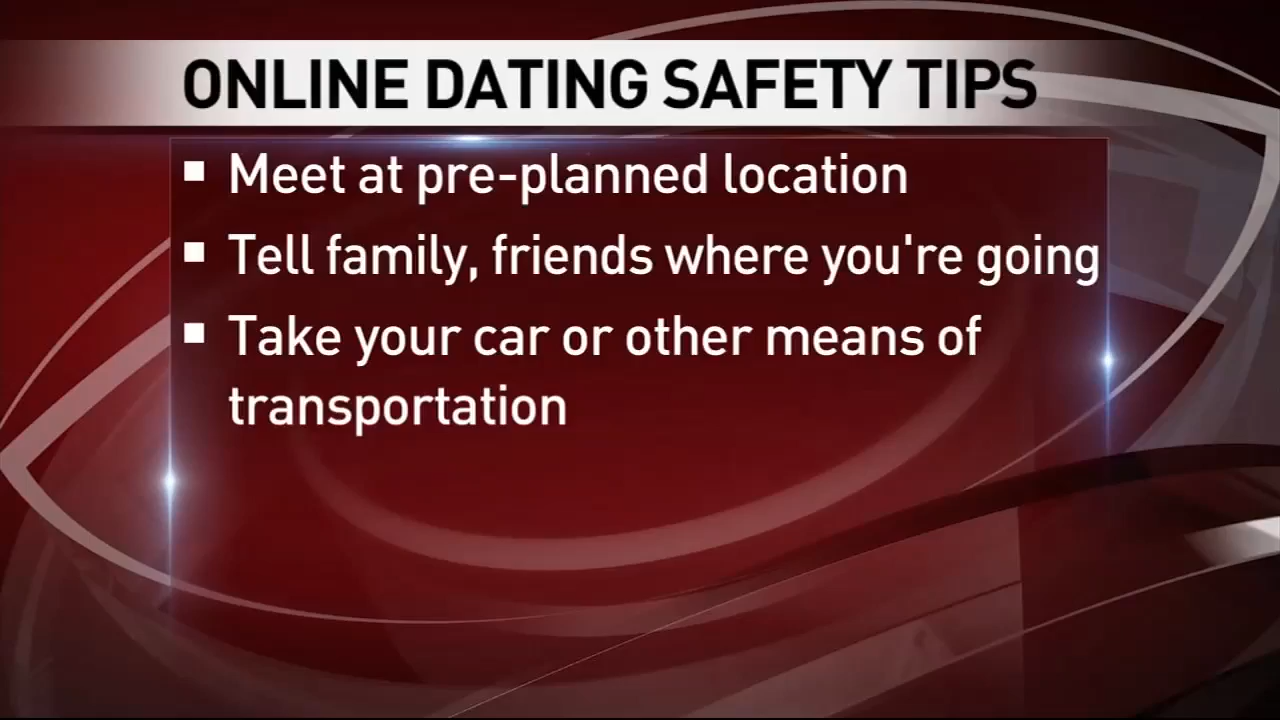 ONLINE DATING SAFETY TIPS
▪ Meet at pre-planned location
▪ Tell family, friends where you're going
▪ Take your car or other means of
transportation